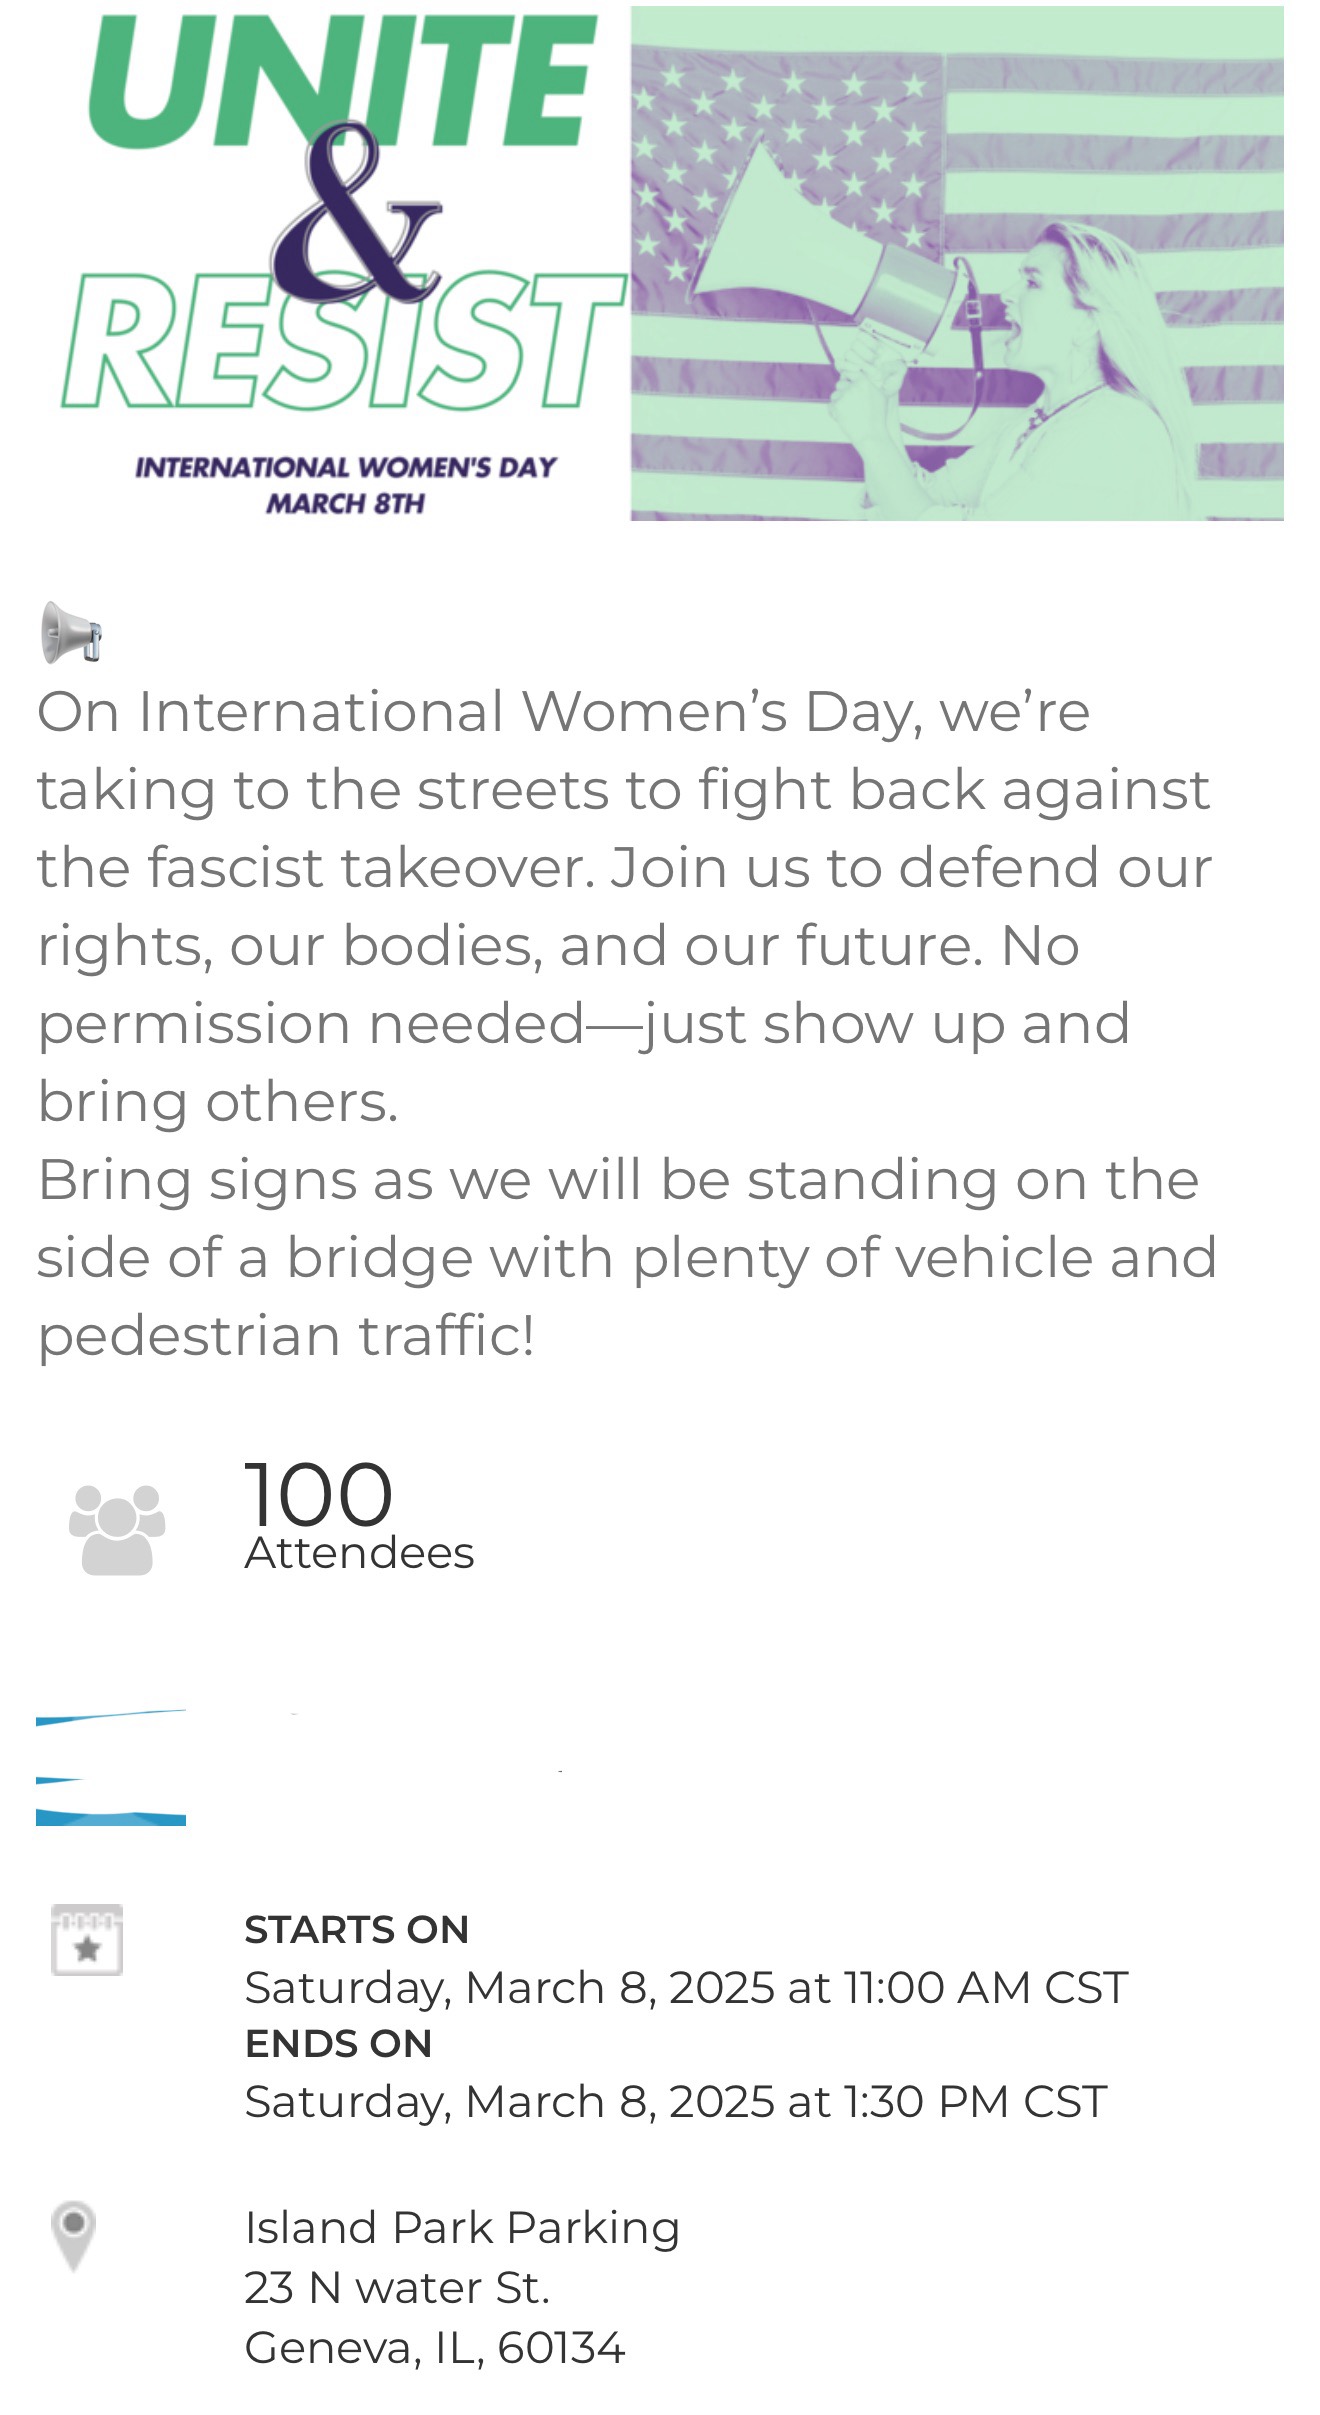 UNITE
&
RESIST
INTERNATIONAL WOMEN'S DAY
MARCH 8TH
On International Women’s Day, we’re
taking to the streets to fight back against
the fascist takeover. Join us to defend our
rights, our bodies, and our future. No
permission needed—just show up and
bring others.
Bring signs as we will be standing on the
side of a bridge with plenty of vehicle and
pedestrian traffic!
100
Attendees
STARTS ON
Saturday, March 8, 2025 at 11:00 AM CST
ENDS ON
Saturday, March 8, 2025 at 1:30 PM CST
Island Park Parking
23 N water St.
Geneva, IL, 60134